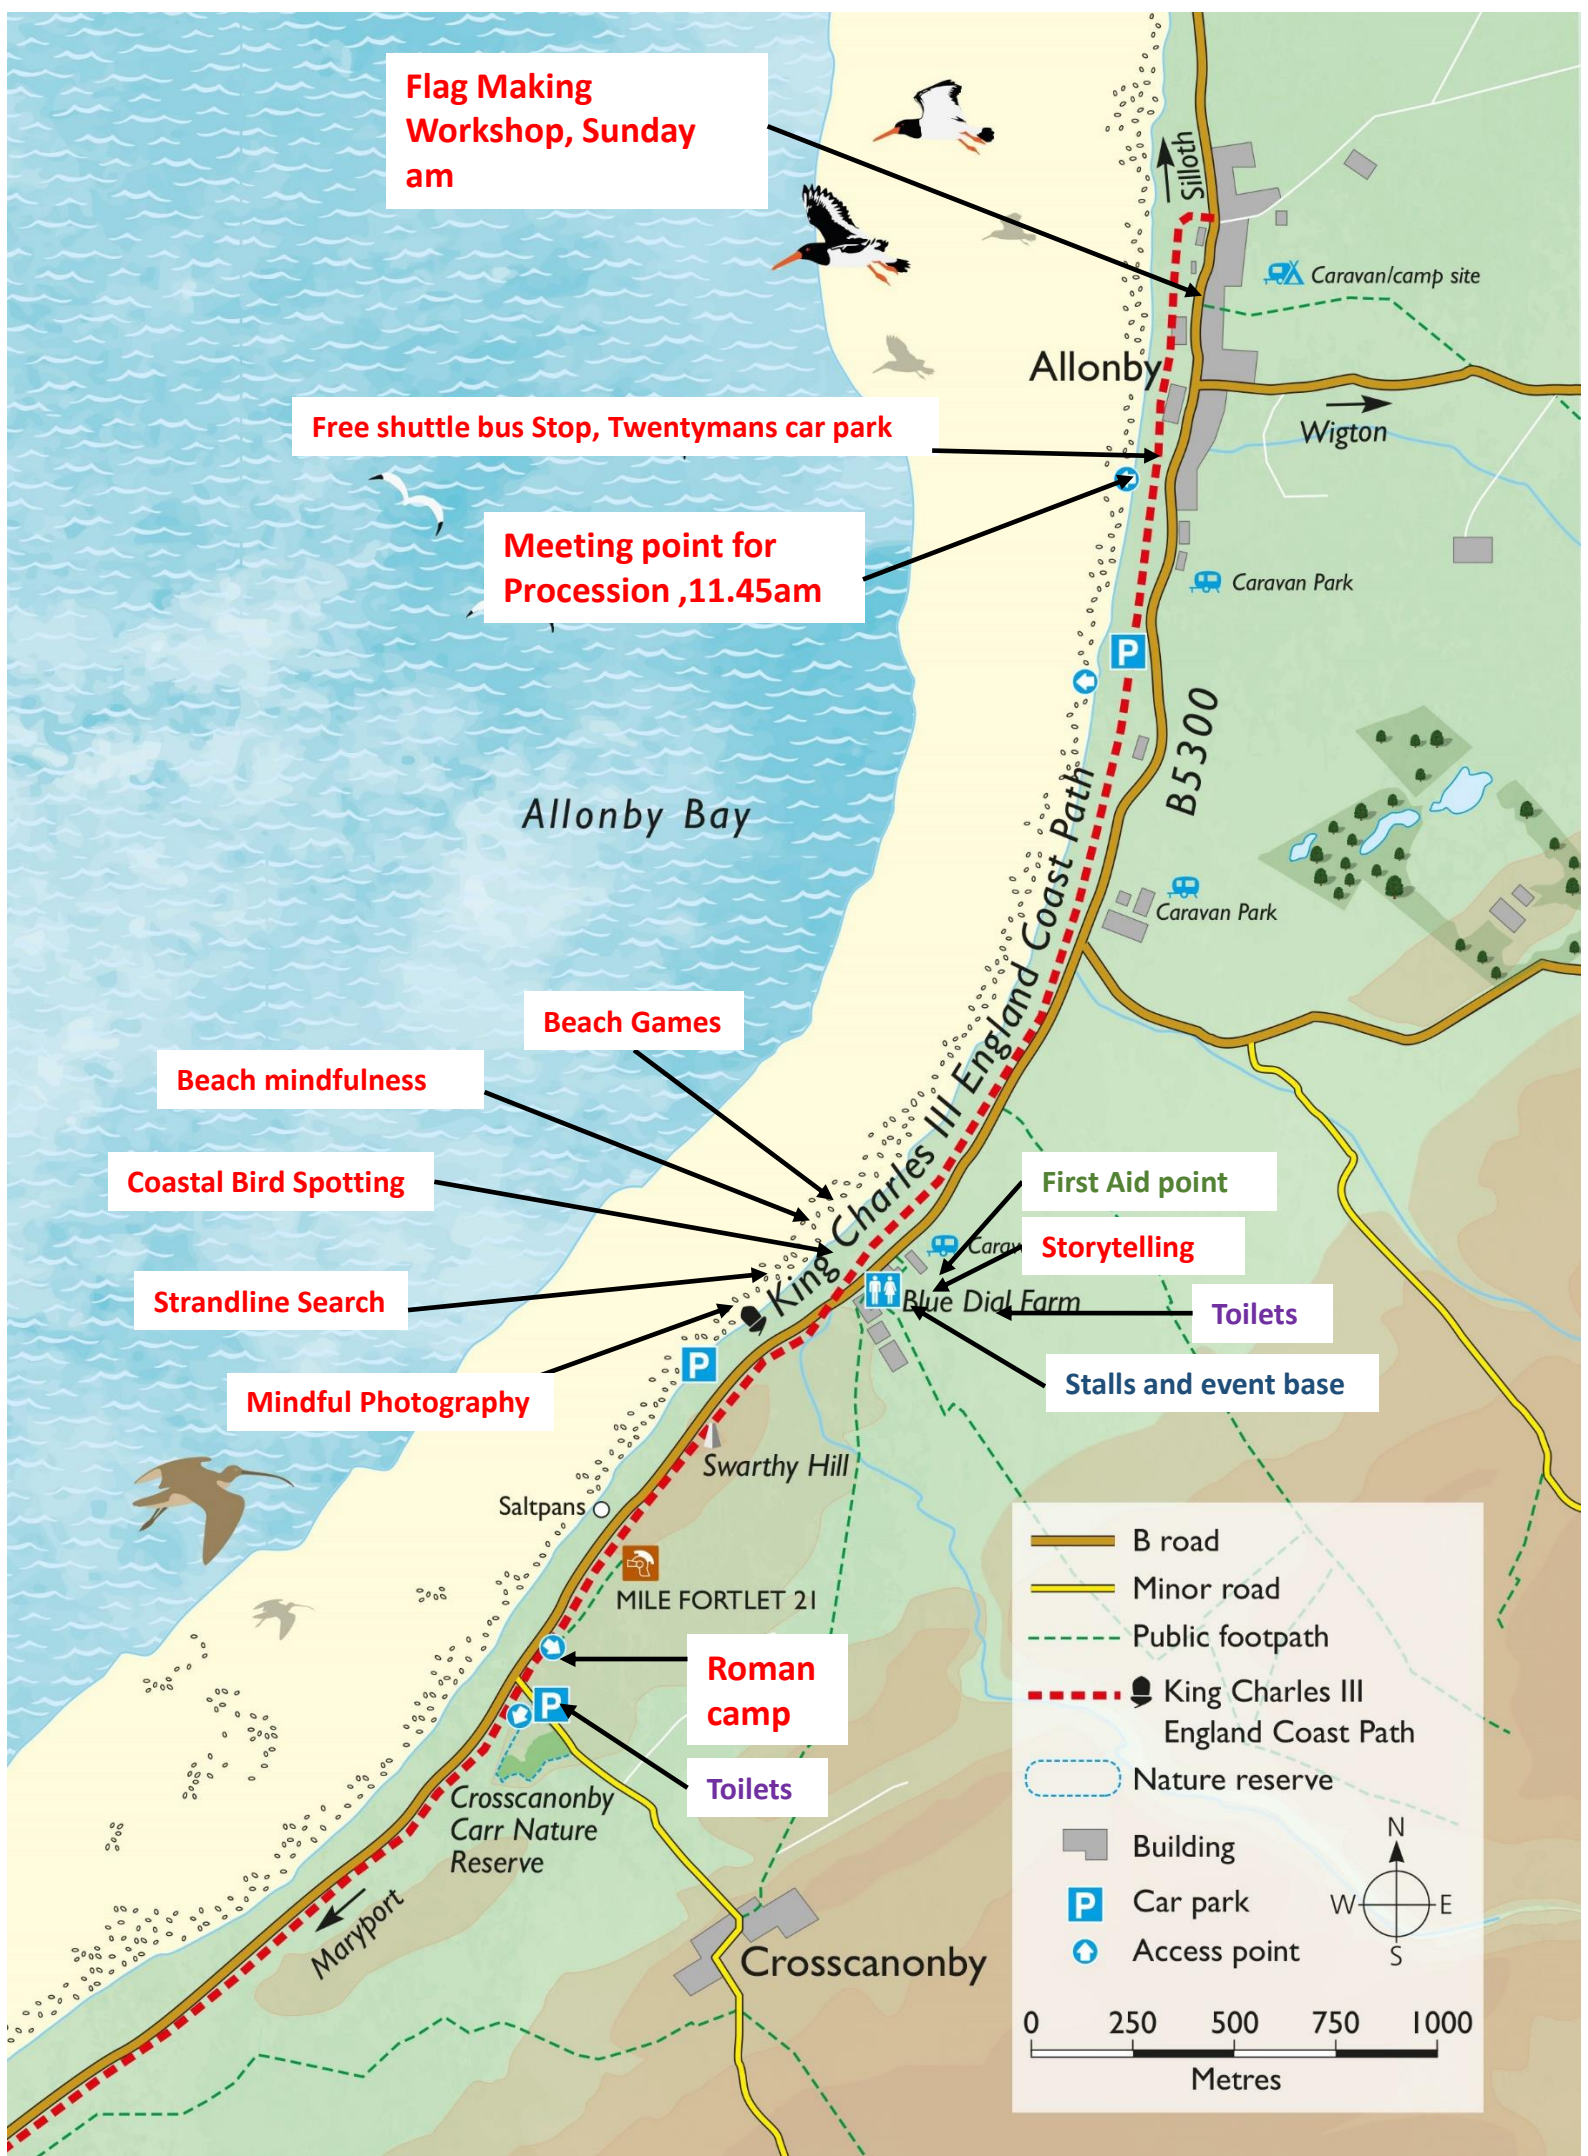 Flag Making
Workshop, Sunday
am
Silloth
Caravan/camp site
Allonby
Free shuttle bus Stop, Twentymans car park
Wigton
Meeting point for
Procession ,11.45am
Caravan Park
P
B5300
Allonby Bay
Caravan Park
King Charles III England Coast Path
Beach Games
Beach mindfulness
Coastal Bird Spotting
First Aid point
Storytelling
Strandline Search
Blue Dial Farm
Toilets
P
Mindful Photography
Stalls and event base
Swarthy Hill
Saltpans
MILE FORTLET 21
Roman
camp
P
Toilets
Crosscanonby
Carr Nature
Reserve
Maryport
Crosscanonby
B road
Minor road
Public footpath
King Charles III
England Coast Path
Nature reserve
Building
P Car park
Access point
N
W E
S
0 250 500 750 1000
Metres